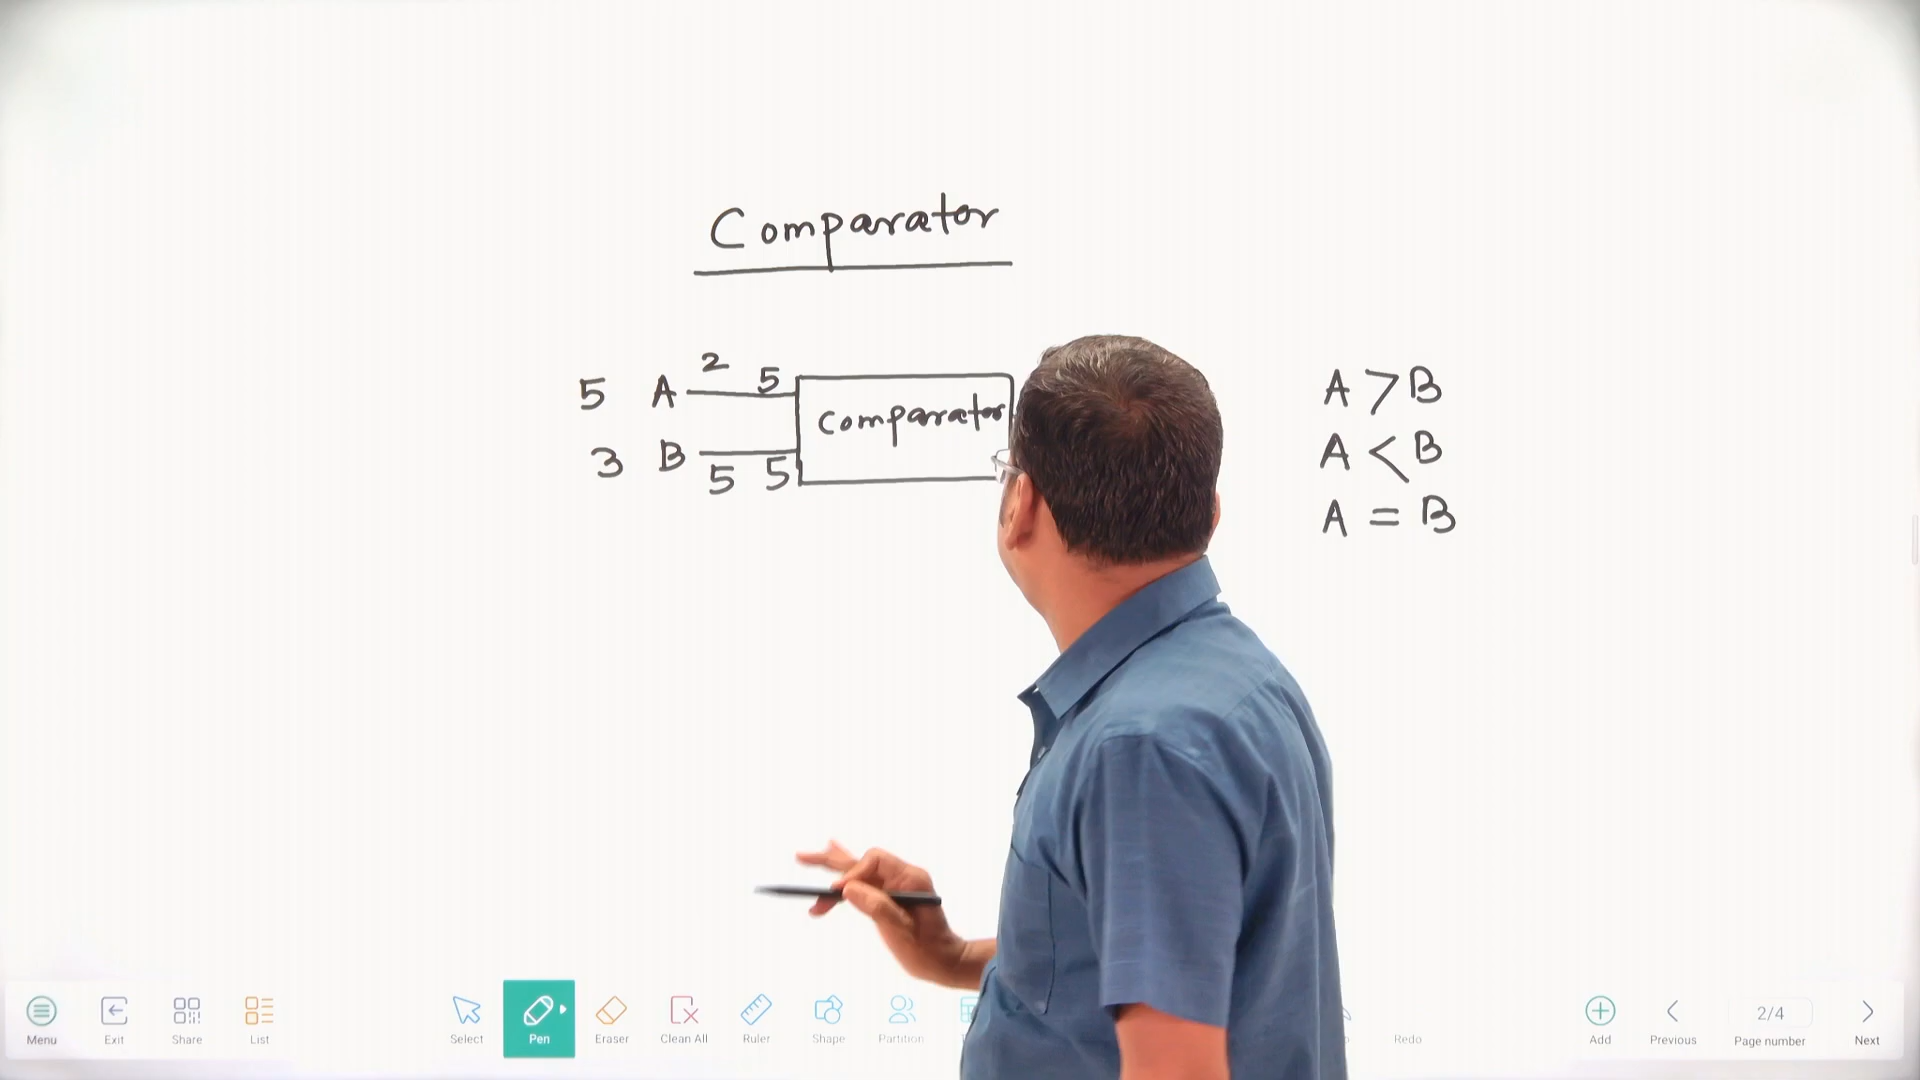 Comparator
2 5
5 A comparator A > B
3 B A < B
5 5
A = B
Menu Exit Share List Select Pen Eraser Clean All Ruler Shape Partition Redo Add Previous 2/4 Page number Next